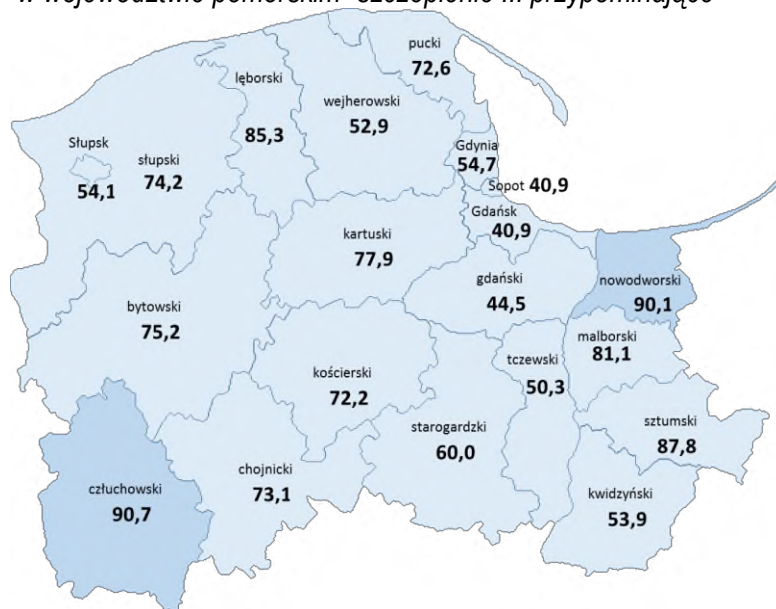 w województwie pomorskim szczepienie III przypominające
pucki
72,6
lęborski
85,3
wejherowski
52,9
Słupsk
54,1
słupski
74,2
Gdynia
54,7
Sopot 40,9
Gdańsk
40,9
kartuski
77,9
gdański
44,5
nowodworski
90,1
bytowski
75,2
malborski
81,1
tczewski
50,3
kościerski
72,2
starogardzki
60,0
sztumski
87,8
chojnicki
73,1
człuchowski
90,7
kwidzyński
53,9